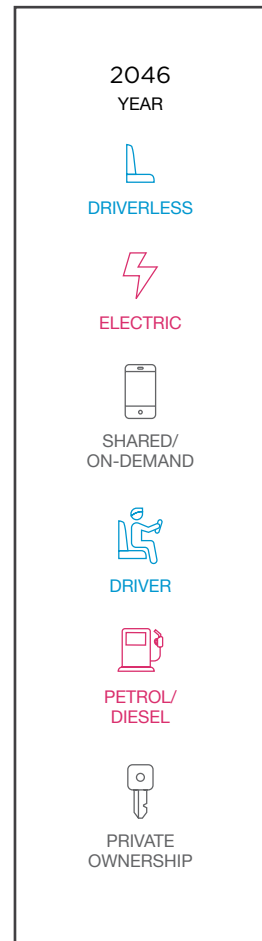 2046
YEAR
DRIVERLESS
ELECTRIC
SHARED/
ON-DEMAND
DRIVER
PETROL/
DIESEL
PRIVATE
OWNERSHIP